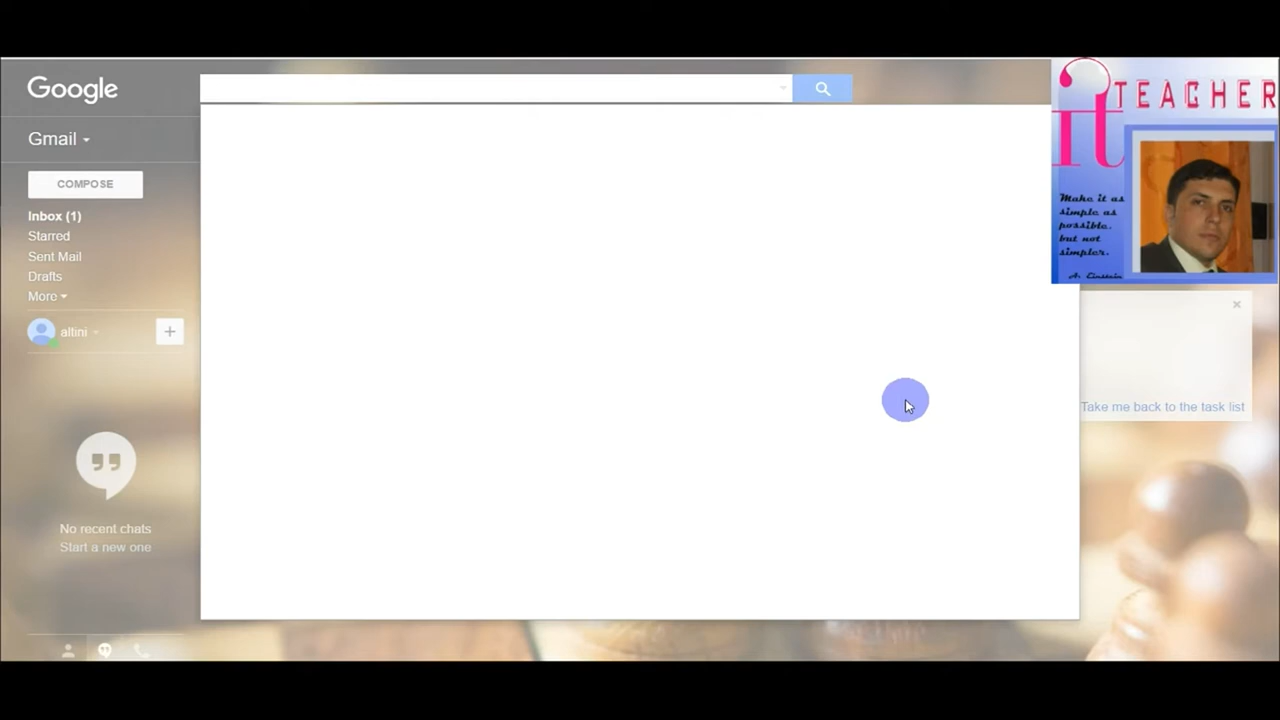 Google
Gmail
COMPOSE
Inbox (1)
Starred
Sent Mail
Drafts
More
altini
No recent chats
Start a new one
it TEACHER
Make it as
simple as
possible,
but not
simpler.
A. Einstein
Take me back to the task list